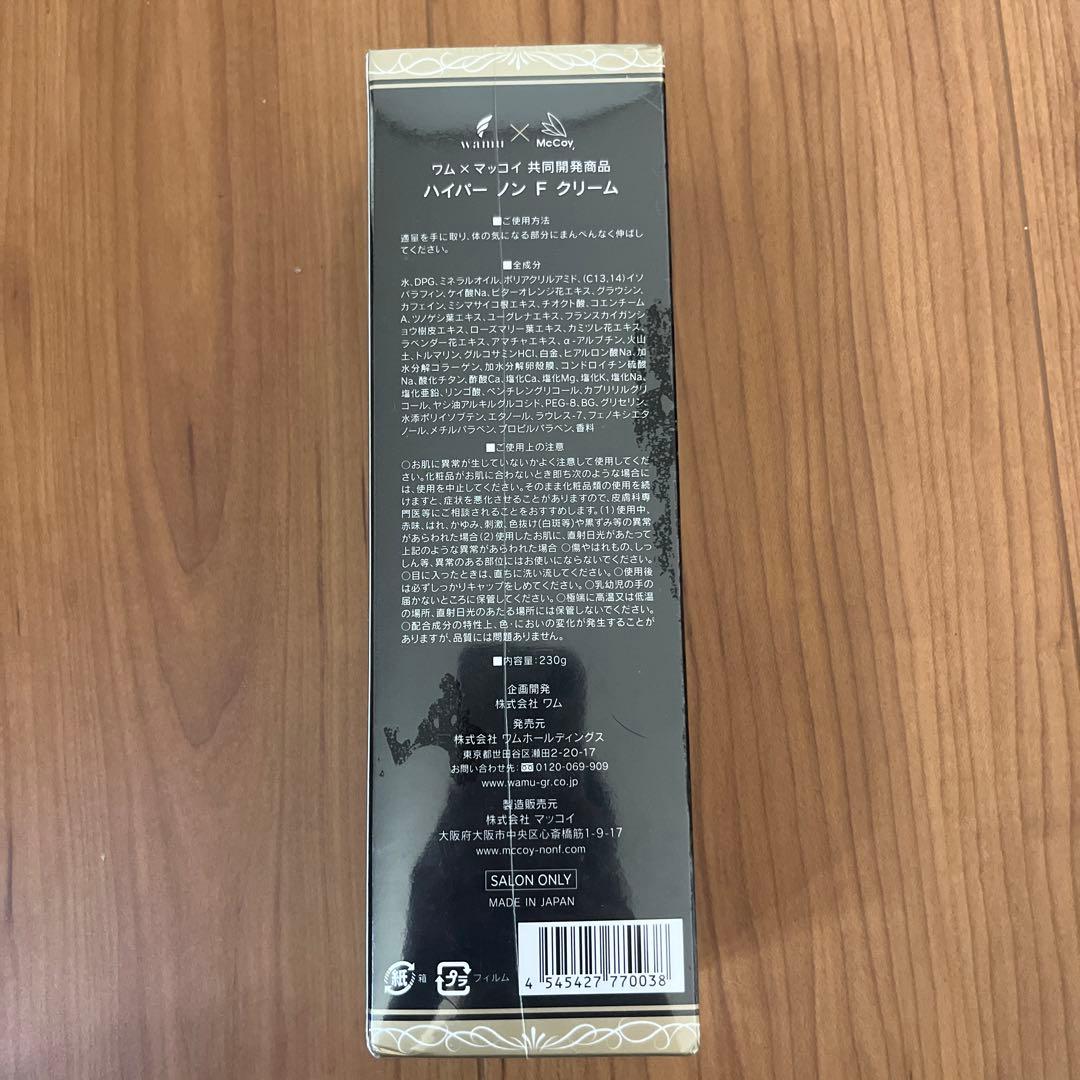 wamu × McCoy
ワム×マッコイ 共同開発商品
ハイパー ノン F クリーム
■ご使用方法
適量を手に取り、体の気になる部分にまんべんなく伸ばし
てください。
■全成分
水、DPG、ミネラルオイル、ポリアクリルアミド、(C13,14)イソ
パラフィン、ケイ酸Na、ビターオレンジ花エキス、グラウシン、
カフェイン、ミシマサイコ根エキス、チオクト酸、コエンチーム
A、ツノゲシ葉エキス、ユーグレナエキス、フランスカイガンシ
ョウ樹皮エキス、ローズマリー葉エキス、カミツレ花エキス、
ラベンダー花エキス、アマチャエキス、α-アルブチン、火山
土、トルマリン、グルコサミンHCl、白金、ヒアルロン酸Na、加
水分解コラーゲン、加水分解卵殻膜、コンドロイチン硫酸
Na、酸化チタン、酢酸Ca、塩化Ca、塩化Mg、塩化K、塩化Na、
塩化亜鉛、リンゴ酸、ペンチレングリコール、カプリリルグリ
コール、ヤシ油アルキルグルコシド、PEG-8、BG、グリセリン、
水添ポリイソブテン、エタノール、ラウレス-7、フェノキシエタ
ノール、メチルパラベン、プロピルパラベン、香料
■ご使用上の注意
○お肌に異常が生じていないかよく注意して使用してくだ
さい。化粧品がお肌に合わないとき即ち次のような場合に
は、使用を中止してください。そのまま化粧品類の使用を続
けますと、症状を悪化させることがありますので、皮膚科専
門医等にご相談されることをおすすめします。(1)使用中、
赤味、はれ、かゆみ、刺激、色抜け(白斑等)や黒ずみ等の異常
があらわれた場合(2)使用したお肌に、直射日光があたって
上記のような異常があらわれた場合 ○傷やはれもの、しっ
しん等、異常のある部位にはお使いにならないでください。
○目に入ったときは、直ちに洗い流してください。○使用後
は必ずしっかりキャップをしめてください。○乳幼児の手の
届かないところに保管してください。○極端に高温又は低温
の場所、直射日光のあたる場所には保管しないでください。
○配合成分の特性上、色・においの変化が発生することが
ありますが、品質には問題ありません。
■内容量:230g
企画開発
株式会社 ワム
発売元
株式会社 ワムホールディングス
東京都世田谷区瀬田2-20-17
お問い合わせ先: 0120-069-909
www.wamu-gr.co.jp
製造販売元
株式会社 マッコイ
大阪府大阪市中央区心斎橋筋1-9-17
www.mccoy-nonf.com
SALON ONLY
MADE IN JAPAN
紙 箱 プラ フィルム
4 545427 770038